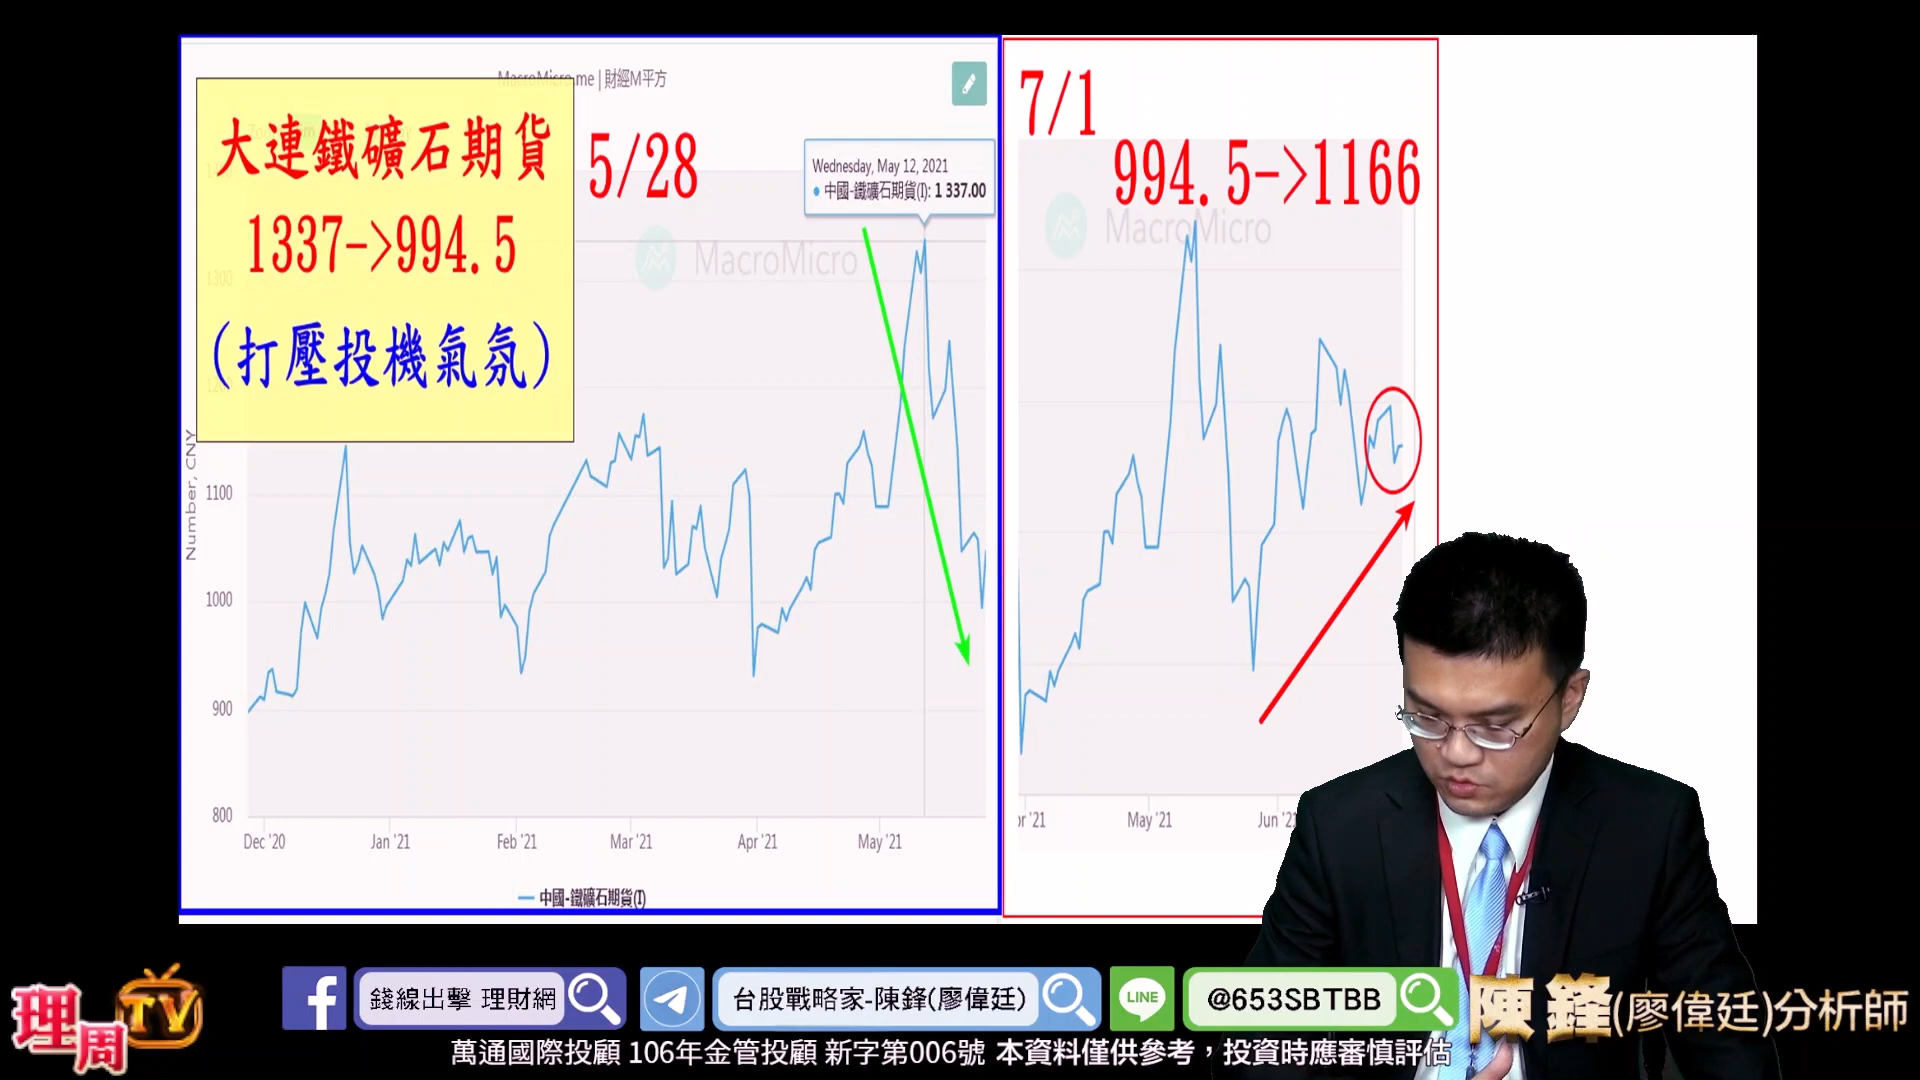 MacroMicro.me | 財經M平方
大連鐵礦石期貨
1337->994.5
(打壓投機氣氛)
5/28
Wednesday, May 12, 2021
中國-鐵礦石期貨(I): 1 337.00
MacroMicro
1300
1100
1000
900
800
Number, CNY
Dec '20
Jan '21
Feb '21
Mar '21
Apr '21
May '21
中國-鐵礦石期貨(I)
7/1
994.5->1166
MacroMicro
May '21
Jun '21
理周TV
錢線出擊 理財網
台股戰略家-陳鋒(廖偉廷)
LINE
@653SBTBB
陳鋒(廖偉廷)分析師
萬通國際投顧 106年金管投顧 新字第006號 本資料僅供參考，投資時應審慎評估